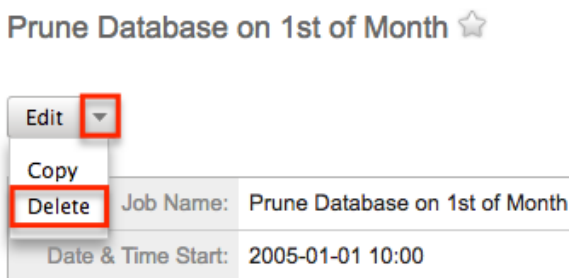 Prune Database on 1st of Month
Edit
Copy
Delete
Job Name: Prune Database on 1st of Month
Date & Time Start: 2005-01-01 10:00